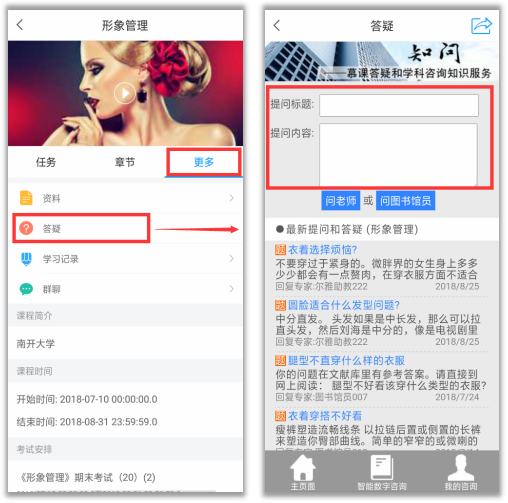 形象管理
任务
章节
更多
资料
答疑
学习记录
群聊
课程简介
南开大学
课程时间
开始时间: 2018-07-10 00:00:00.0
结束时间: 2018-08-31 23:59:59.0
考试安排
《形象管理》期末考试（20）(2)
答疑
知问
——慕课答疑和学科咨询知识服务
提问标题:
提问内容:
问老师 或 问图书馆员
●最新提问和答疑 (形象管理)
题 衣着选择烦恼?
不要穿过于紧身的。微胖界的女生身上多多
少少都会有一点赘肉，在穿衣服方面不适合
回复专家:尔雅助教222 2018/8/25
题 圆脸适合什么发型问题?
中分直发。 头发如果是中长发，那么可以拉
直头发，然后刘海是中分的，像是电视剧里
回复专家:尔雅助教222 2018/8/25
题 腿型不直穿什么样的衣服
你的问题在文献库里有参考答案。请直接到
网上阅读： 腿型不好看该穿什么类型的衣服?
回复专家:图书馆员007 2018/7/24
题 衣着穿搭不好看
瘦裤塑造流畅线条 以拉链后置或侧置的长裤
来塑造你臀部曲线。简单的窄窄的或微喇的
主页面
智能数字咨询
我的咨询